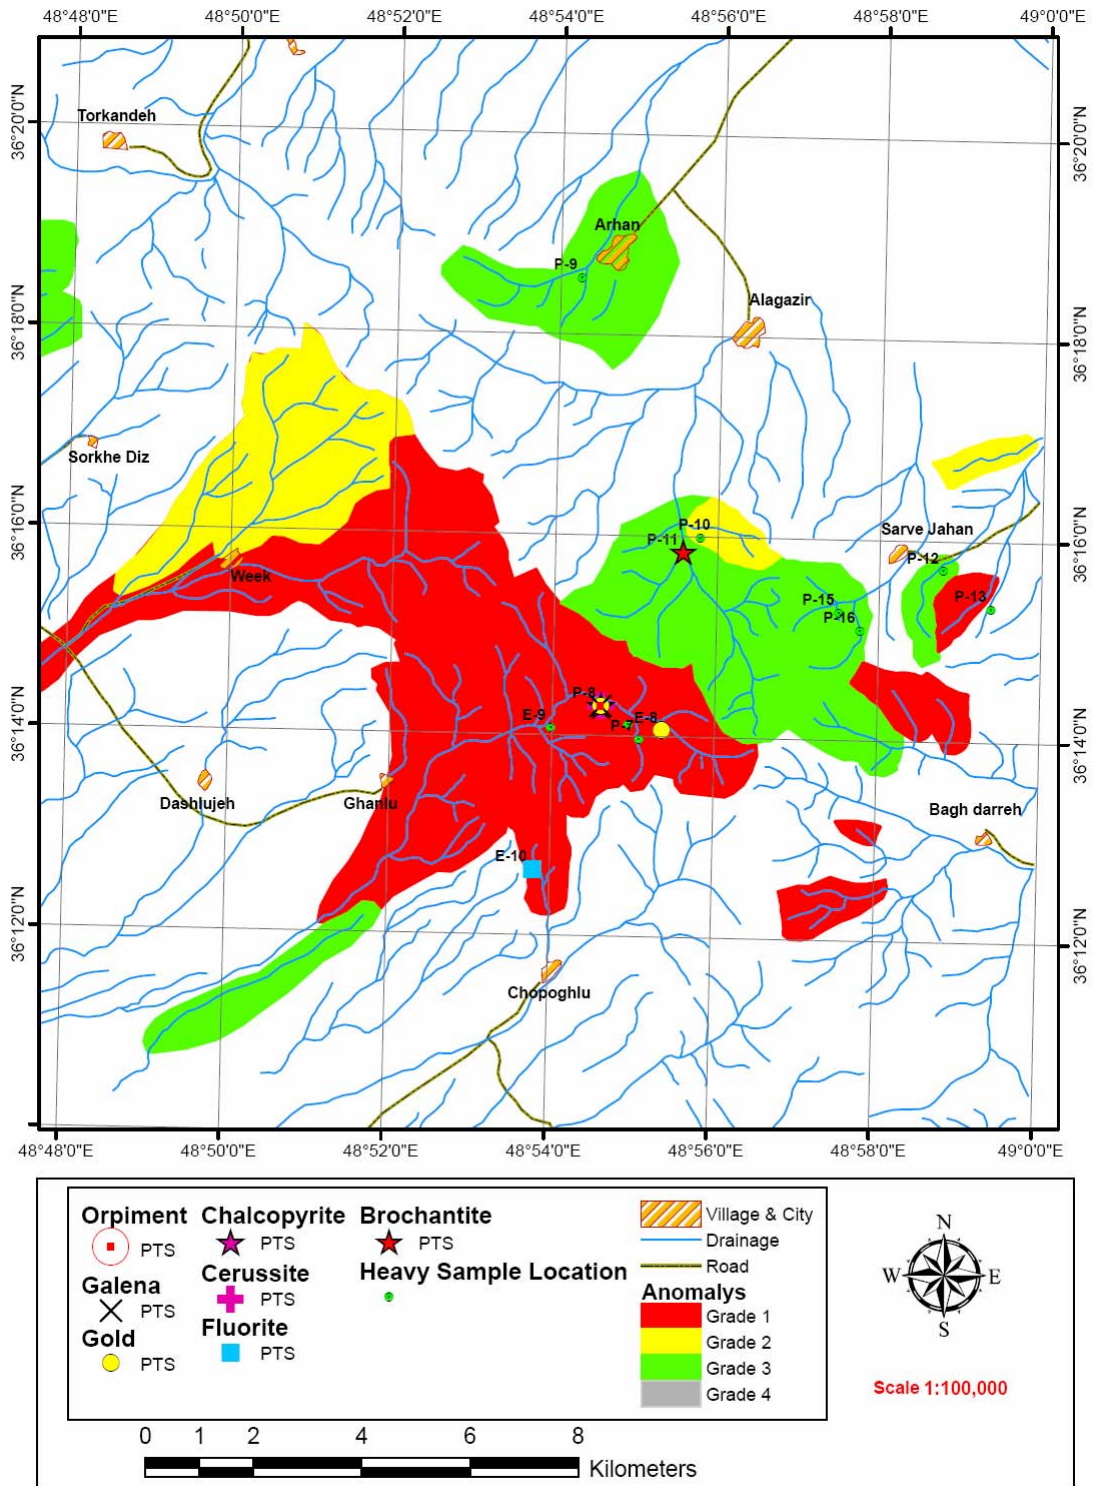 48°48'0"E 48°50'0"E 48°52'0"E 48°54'0"E 48°56'0"E 48°58'0"E 49°0'0"E
36°20'0"N
36°18'0"N
36°16'0"N
36°14'0"N
36°12'0"N
36°20'0"N
36°18'0"N
36°16'0"N
36°14'0"N
36°12'0"N
Torkandeh
Arhan
P-9
Alagazir
Sorkhe Diz
P-10
P-11
Sarve Jahan
P-12
Week
P-13
P-15
P-16
P-8
E-9
P-7
E-8
Dashlujeh
Ghanlu
Bagh darreh
E-10
Chopoghlu
48°48'0"E 48°50'0"E 48°52'0"E 48°54'0"E 48°56'0"E 48°58'0"E 49°0'0"E
Orpiment
PTS
Galena
PTS
Gold
PTS
Chalcopyrite
PTS
Cerussite
PTS
Fluorite
PTS
Brochantite
PTS
Heavy Sample Location
Village & City
Drainage
Road
Anomalys
Grade 1
Grade 2
Grade 3
Grade 4
N
W E
S
Scale 1:100,000
0 1 2 4 6 8
Kilometers